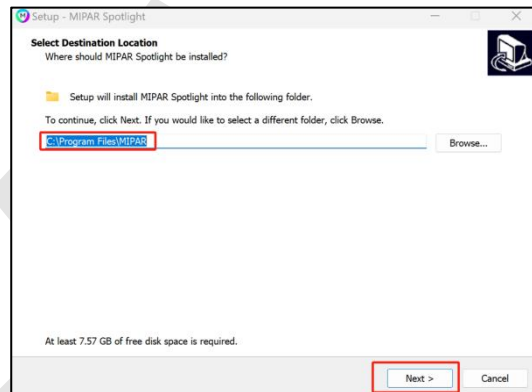 Setup - MIPAR Spotlight
Select Destination Location
Where should MIPAR Spotlight be installed?
Setup will install MIPAR Spotlight into the following folder.
To continue, click Next. If you would like to select a different folder, click Browse.
C:\Program Files\MIPAR
Browse...
At least 7.57 GB of free disk space is required.
Next >
Cancel